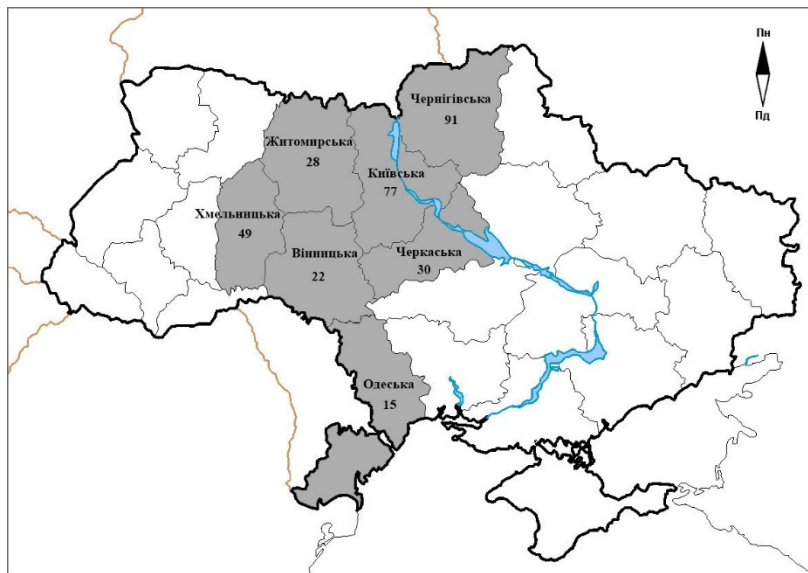 Пн
Пд
Чернігівська
91
Житомирська
28
Київська
77
Хмельницька
49
Вінницька
22
Черкаська
30
Одеська
15